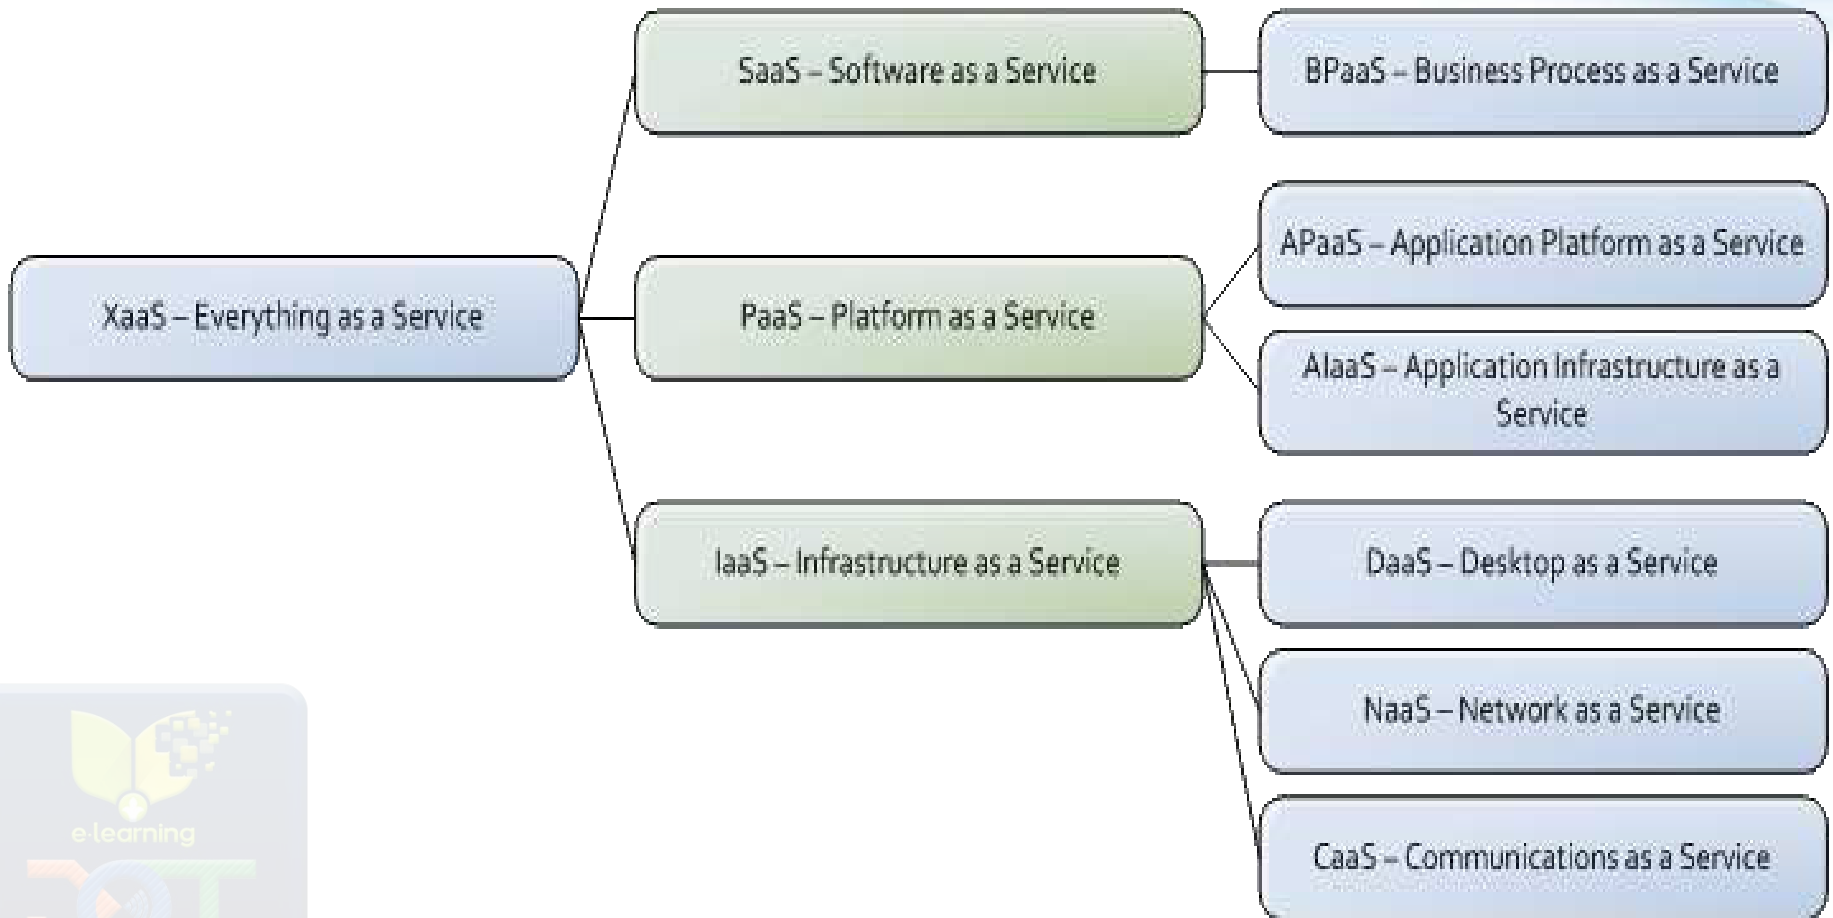 SaaS – Software as a Service
BPaaS – Business Process as a Service
APaaS – Application Platform as a Service
XaaS – Everything as a Service
PaaS – Platform as a Service
AIaaS – Application Infrastructure as a
Service
IaaS – Infrastructure as a Service
DaaS – Desktop as a Service
NaaS – Network as a Service
CaaS – Communications as a Service
e-learning